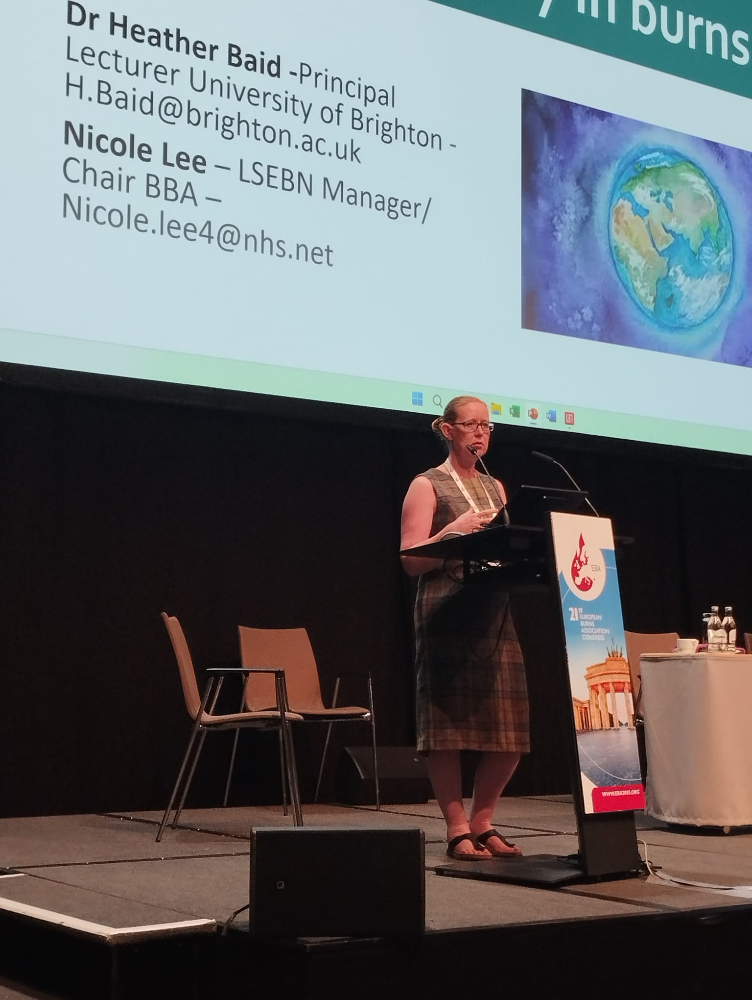 y in burns
Dr Heather Baid -Principal
Lecturer University of Brighton -
H.Baid@brighton.ac.uk
Nicole Lee – LSEBN Manager/
Chair BBA –
Nicole.lee4@nhs.net
EBA
21ST EUROPEAN
BURNS
ASSOCIATION
CONGRESS
WWW.EBA2025.ORG